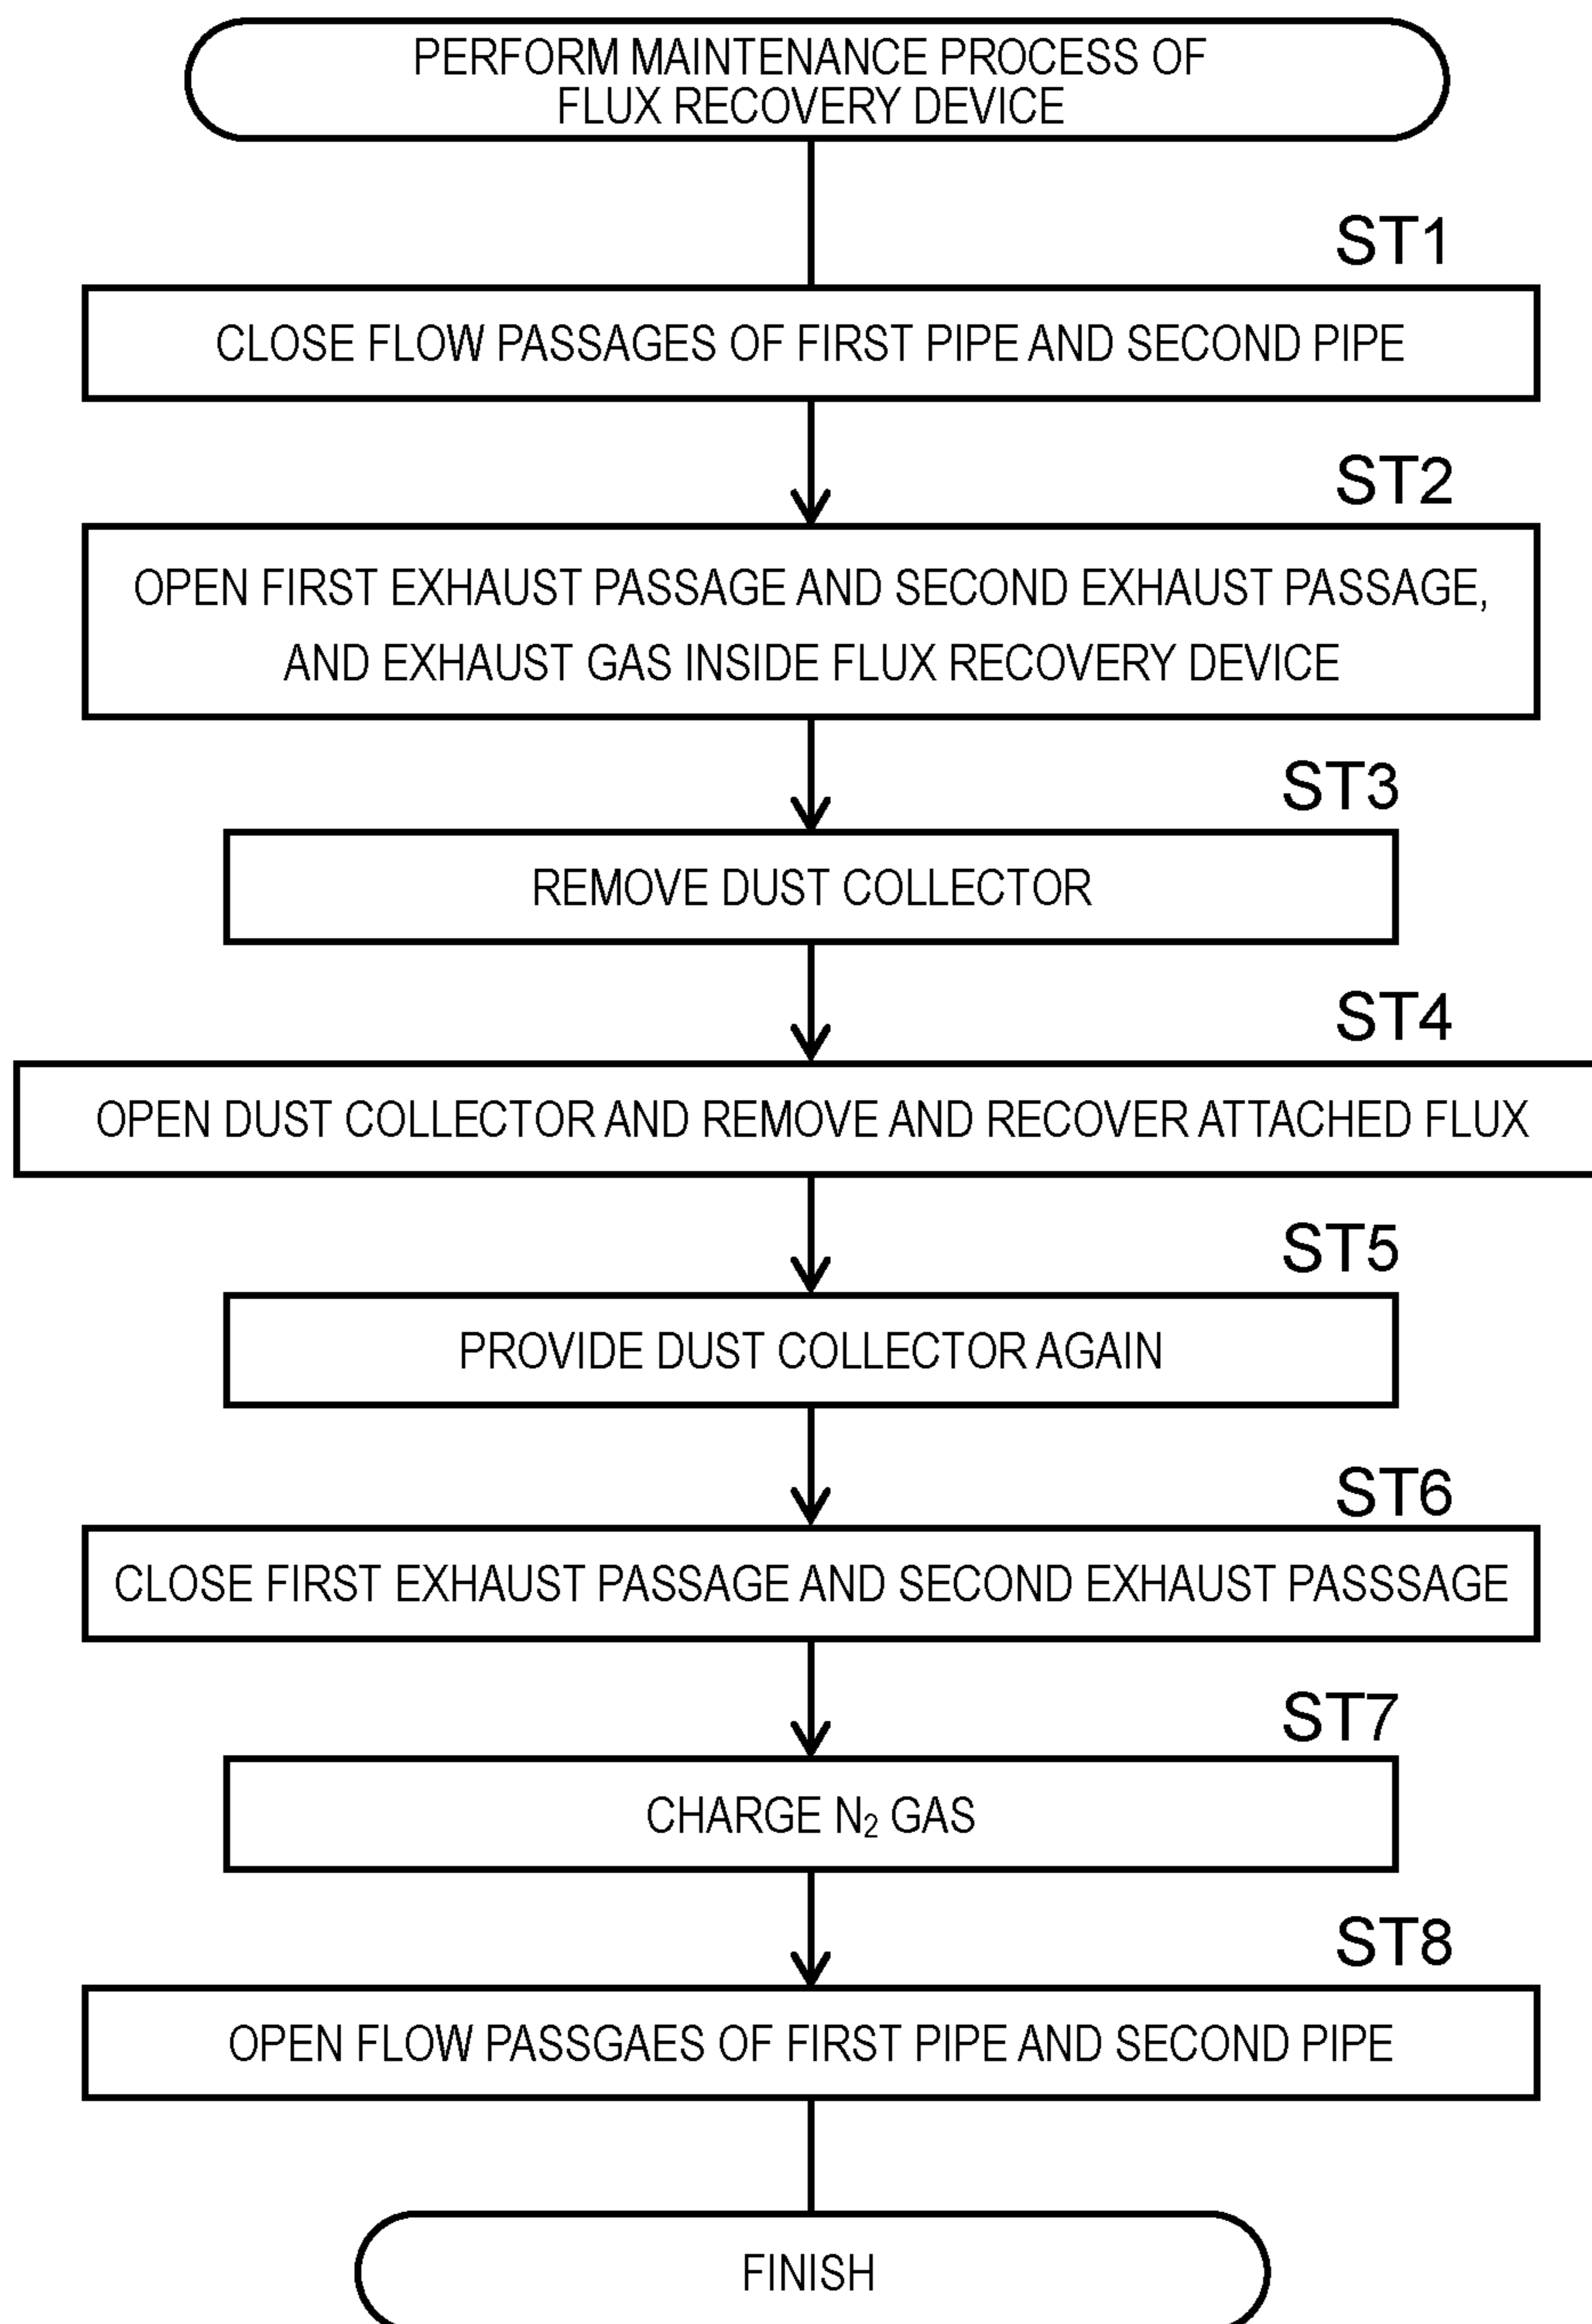 PERFORM MAINTENANCE PROCESS OF
FLUX RECOVERY DEVICE
ST1
CLOSE FLOW PASSAGES OF FIRST PIPE AND SECOND PIPE
ST2
OPEN FIRST EXHAUST PASSAGE AND SECOND EXHAUST PASSAGE,
AND EXHAUST GAS INSIDE FLUX RECOVERY DEVICE
ST3
REMOVE DUST COLLECTOR
ST4
OPEN DUST COLLECTOR AND REMOVE AND RECOVER ATTACHED FLUX
ST5
PROVIDE DUST COLLECTOR AGAIN
ST6
CLOSE FIRST EXHAUST PASSAGE AND SECOND EXHAUST PASSSAGE
ST7
CHARGE N₂ GAS
ST8
OPEN FLOW PASSGAES OF FIRST PIPE AND SECOND PIPE
FINISH